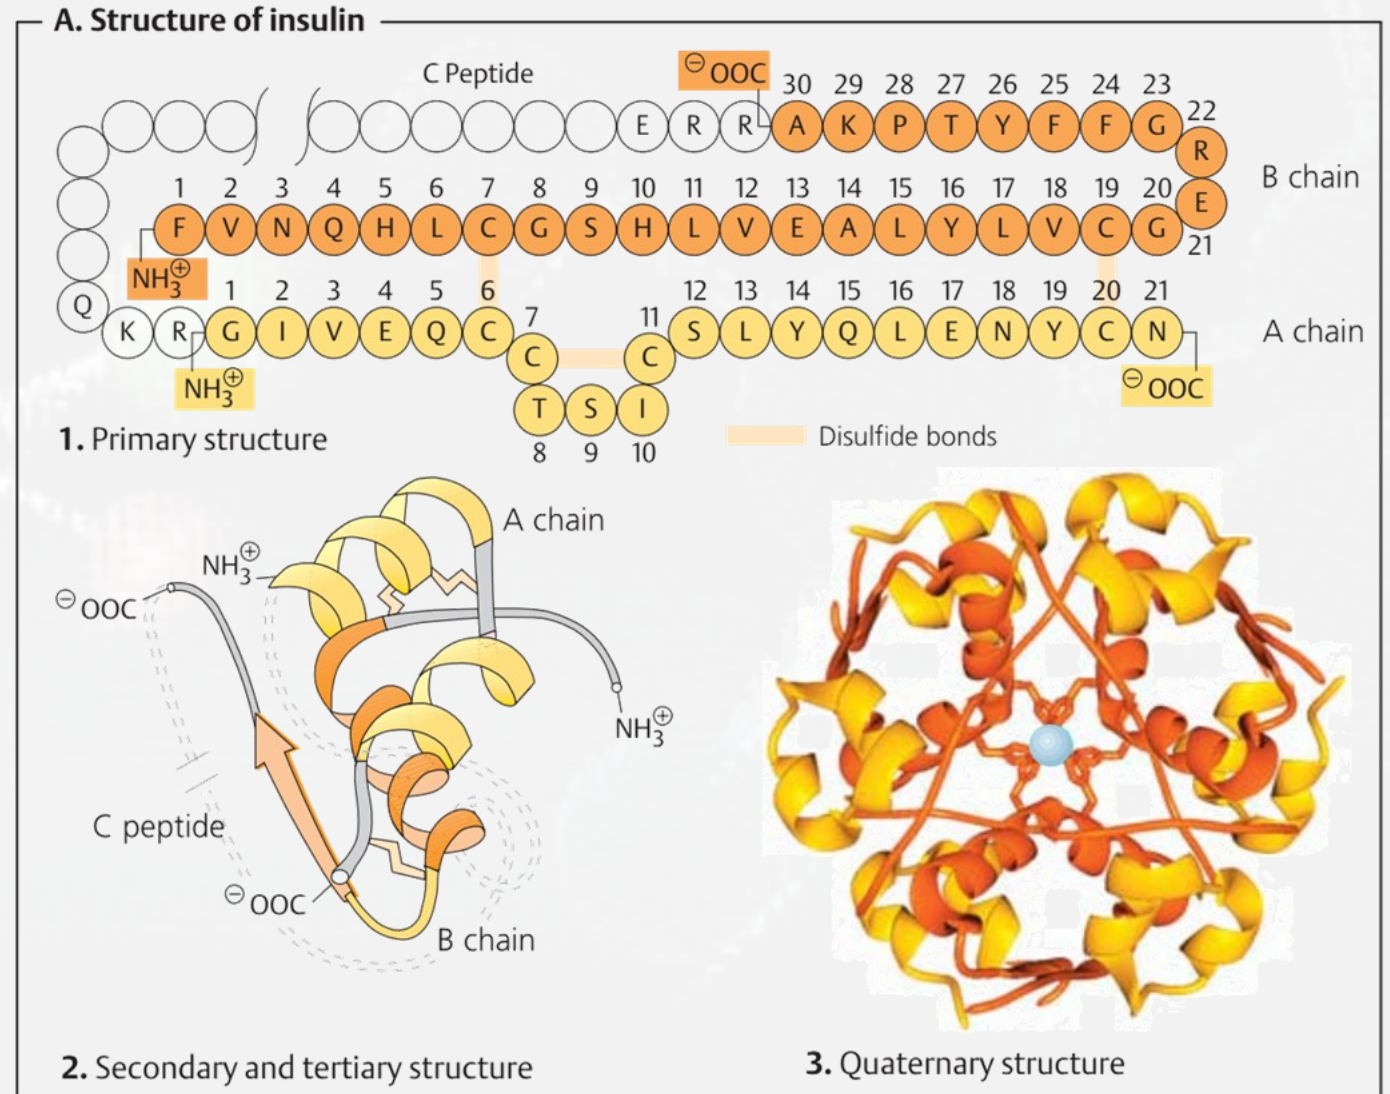 A. Structure of insulin
C Peptide
⊖ OOC
30 29 28 27 26 25 24 23
E R R A K P T Y F F G
22
R
B chain
1 2 3 4 5 6 7 8 9 10 11 12 13 14 15 16 17 18 19 20
E
F V N Q H L C G S H L V E A L Y L V C G
21
NH3⊕
Q
1 2 3 4 5 6
7
11
12 13 14 15 16 17 18 19 20 21
K R G I V E Q C
C
C
S L Y Q L E N Y C N
A chain
NH3⊕
⊖ OOC
T S I
8 9 10
1. Primary structure
Disulfide bonds
A chain
NH3⊕
⊖ OOC
NH3⊕
C peptide
⊖ OOC
B chain
2. Secondary and tertiary structure
3. Quaternary structure